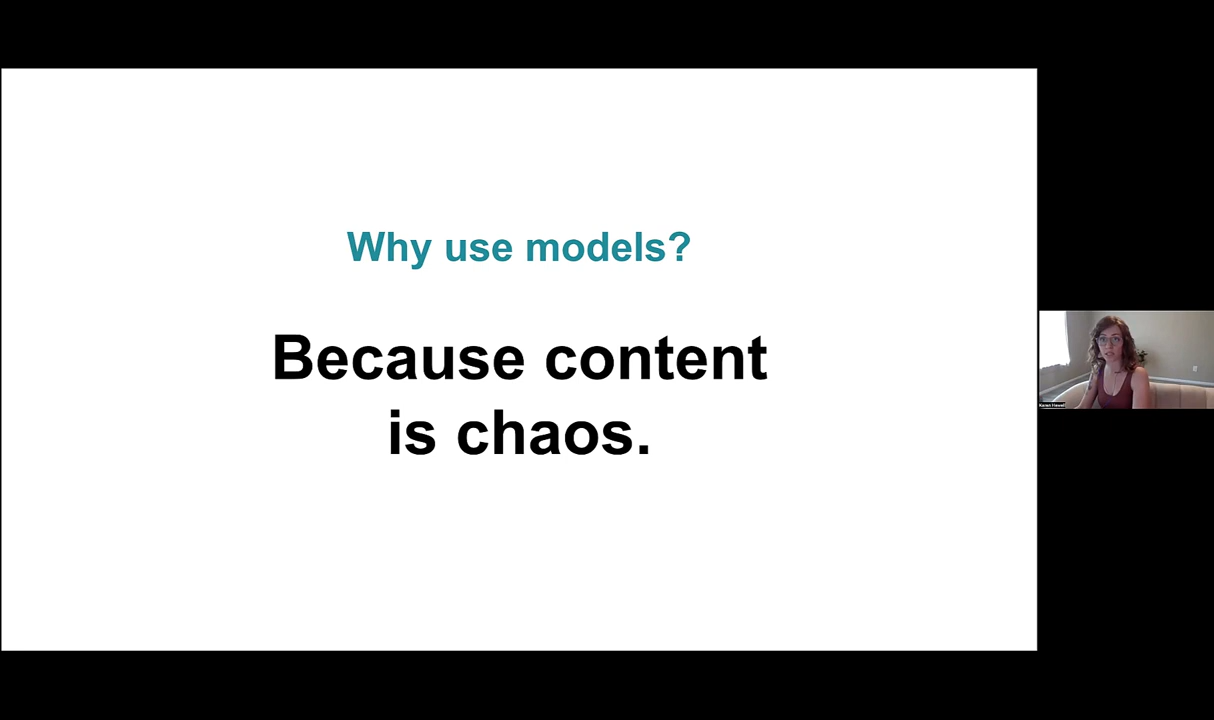 Why use models?
Because content
is chaos.